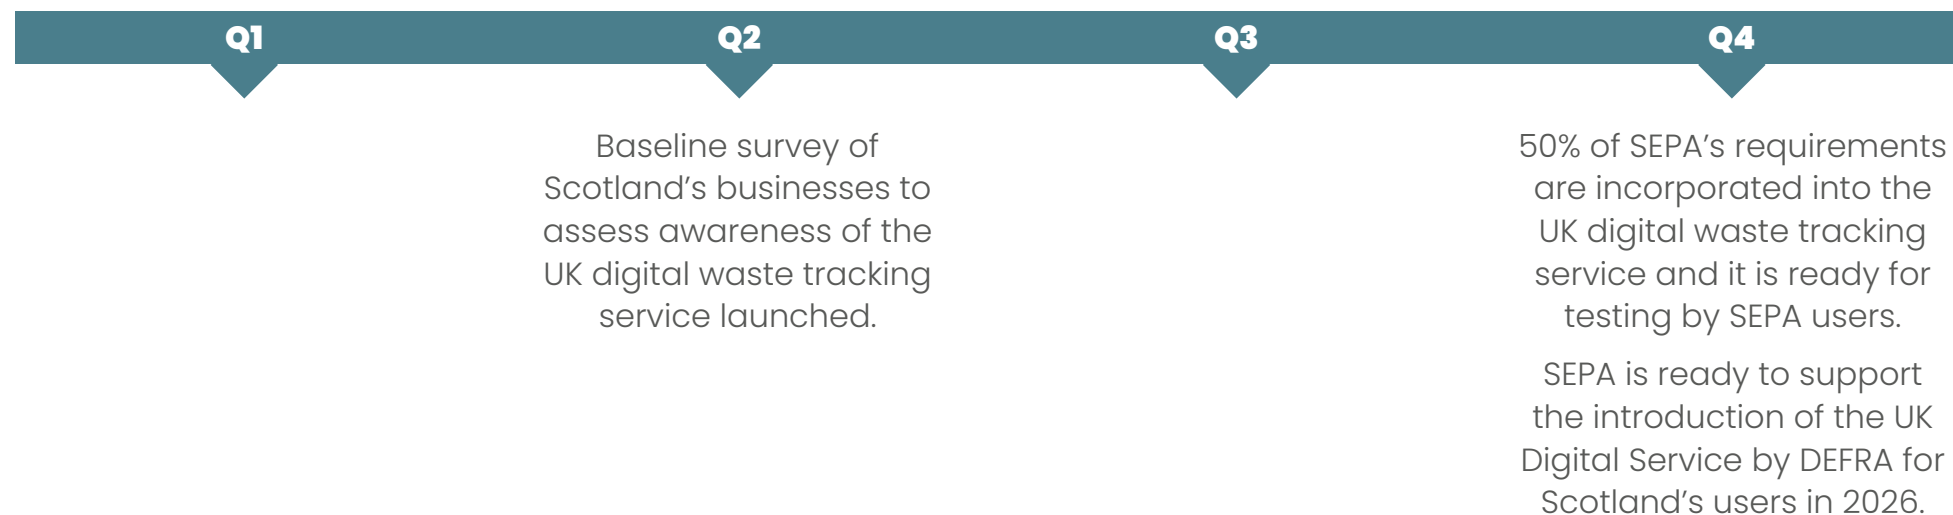 Q1
Q2
Q3
Q4
Baseline survey of
Scotland’s businesses to
assess awareness of the
UK digital waste tracking
service launched.
50% of SEPA’s requirements
are incorporated into the
UK digital waste tracking
service and it is ready for
testing by SEPA users.
SEPA is ready to support
the introduction of the UK
Digital Service by DEFRA for
Scotland’s users in 2026.